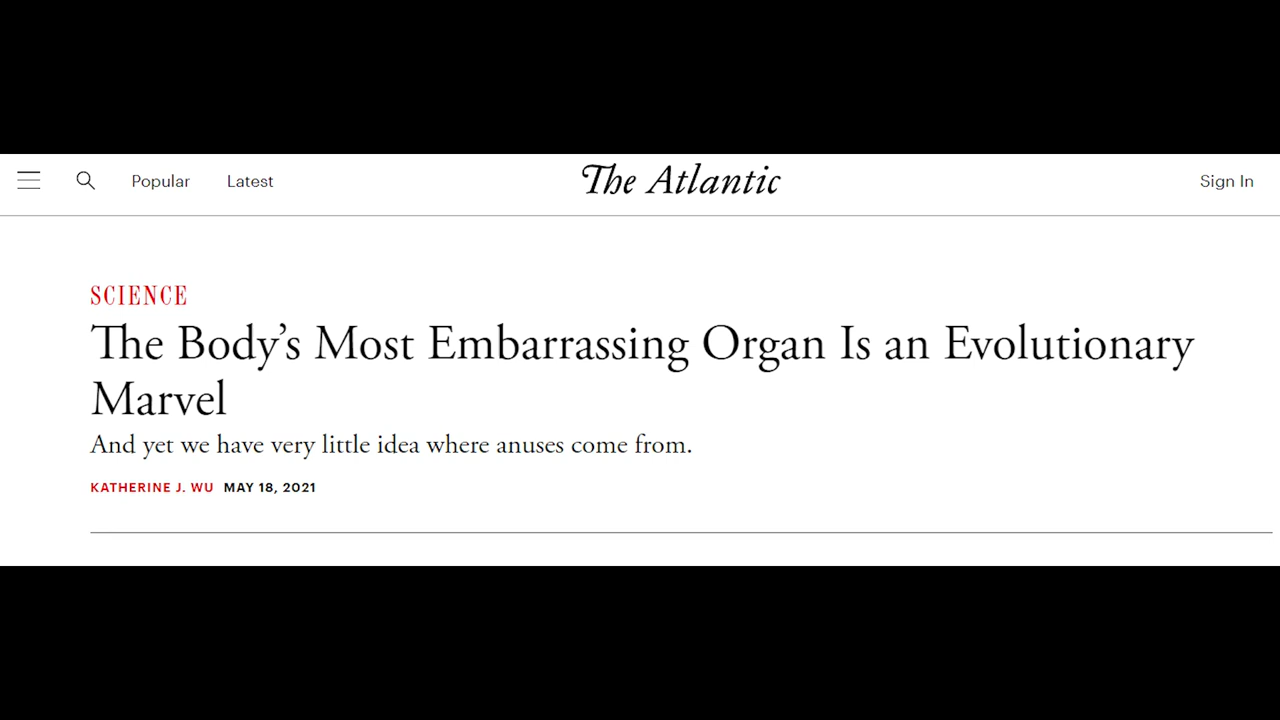 Popular Latest The Atlantic Sign In
SCIENCE
The Body’s Most Embarrassing Organ Is an Evolutionary
Marvel
And yet we have very little idea where anuses come from.
KATHERINE J. WU MAY 18, 2021